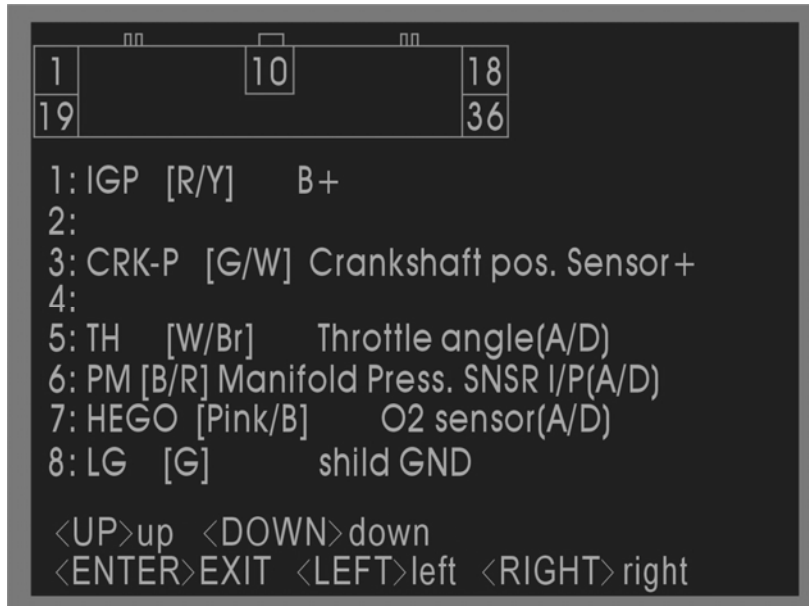 1 10 18
19 36
1: IGP [R/Y] B+
2:
3: CRK-P [G/W] Crankshaft pos. Sensor+
4:
5: TH [W/Br] Throttle angle(A/D)
6: PM [B/R] Manifold Press. SNSR I/P(A/D)
7: HEGO [Pink/B] O2 sensor(A/D)
8: LG [G] shild GND
<UP>up <DOWN>down
<ENTER>EXIT <LEFT>left <RIGHT>right